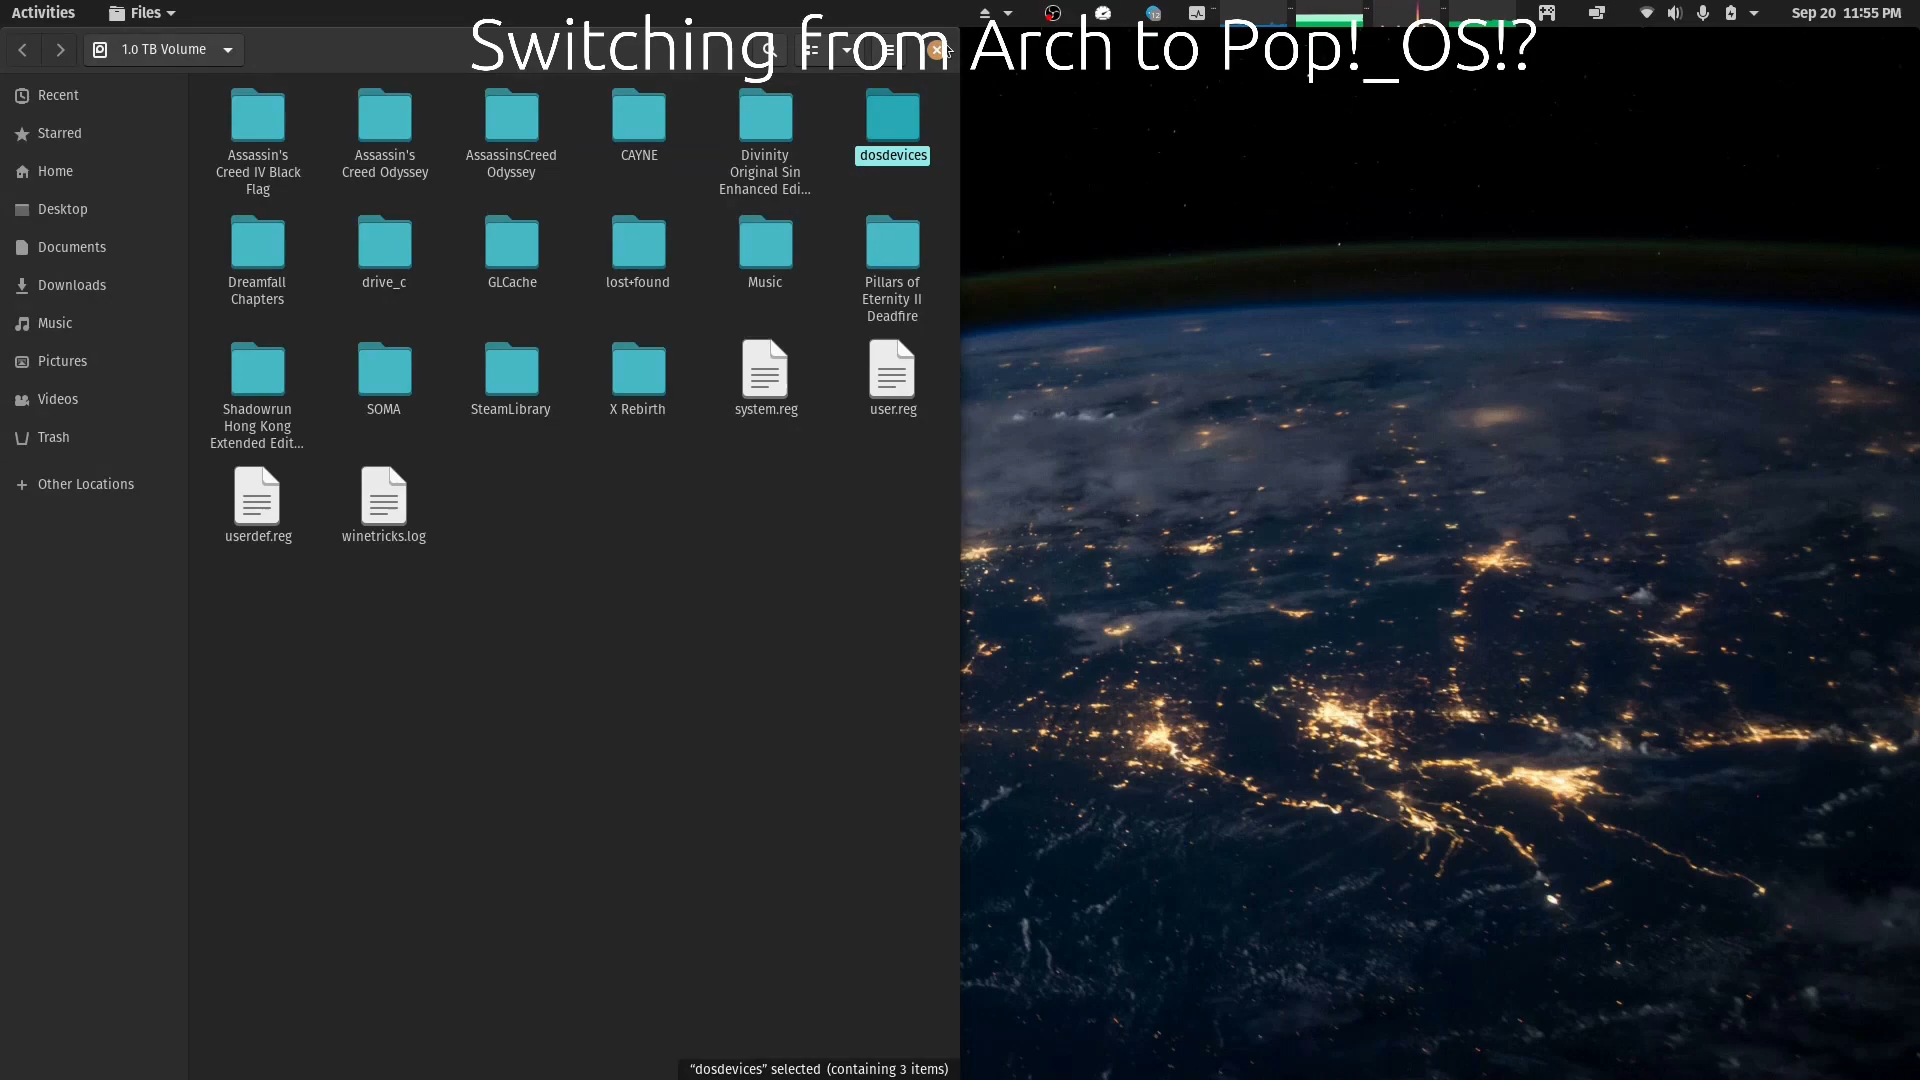 Activities
Files
Sep 20 11:55 PM
Switching from Arch to Pop!_OS!?
1.0 TB Volume
Recent
Starred
Home
Desktop
Documents
Downloads
Music
Pictures
Videos
Trash
Other Locations
Assassin's
Creed IV Black
Flag
Assassin's
Creed Odyssey
AssassinsCreed
Odyssey
CAYNE
Divinity
Original Sin
Enhanced Edi...
dosdevices
Dreamfall
Chapters
drive_c
GLCache
lost+found
Music
Pillars of
Eternity II
Deadfire
Shadowrun
Hong Kong
Extended Edit...
SOMA
SteamLibrary
X Rebirth
system.reg
user.reg
userdef.reg
winetricks.log
“dosdevices” selected (containing 3 items)